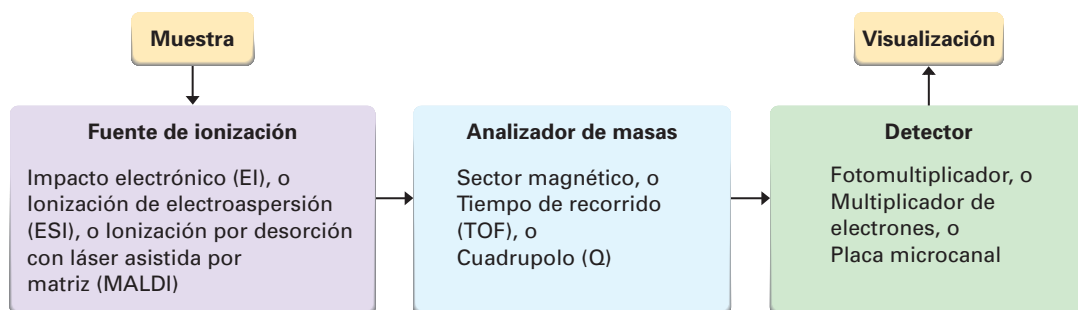 Muestra
Visualización
Fuente de ionización
Impacto electrónico (EI), o
Ionización de electroaspersión
(ESI), o Ionización por desorción
con láser asistida por
matriz (MALDI)
Analizador de masas
Sector magnético, o
Tiempo de recorrido
(TOF), o
Cuadrupolo (Q)
Detector
Fotomultiplicador, o
Multiplicador de
electrones, o
Placa microcanal